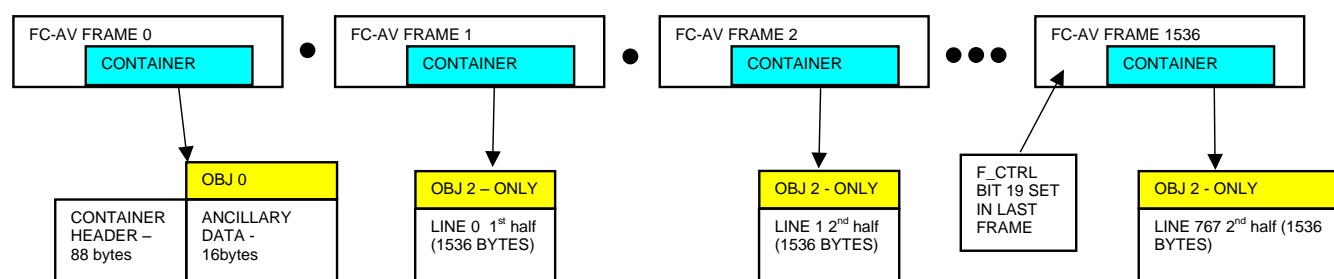 FC-AV FRAME 0
CONTAINER
FC-AV FRAME 1
CONTAINER
FC-AV FRAME 2
CONTAINER
FC-AV FRAME 1536
CONTAINER
OBJ 0
CONTAINER
HEADER –
88 bytes
ANCILLARY
DATA -
16bytes
OBJ 2 – ONLY
LINE 0 1st half
(1536 BYTES)
OBJ 2 - ONLY
LINE 1 2nd half
(1536 BYTES)
F_CTRL
BIT 19 SET
IN LAST
FRAME
OBJ 2 - ONLY
LINE 767 2nd half (1536
BYTES)